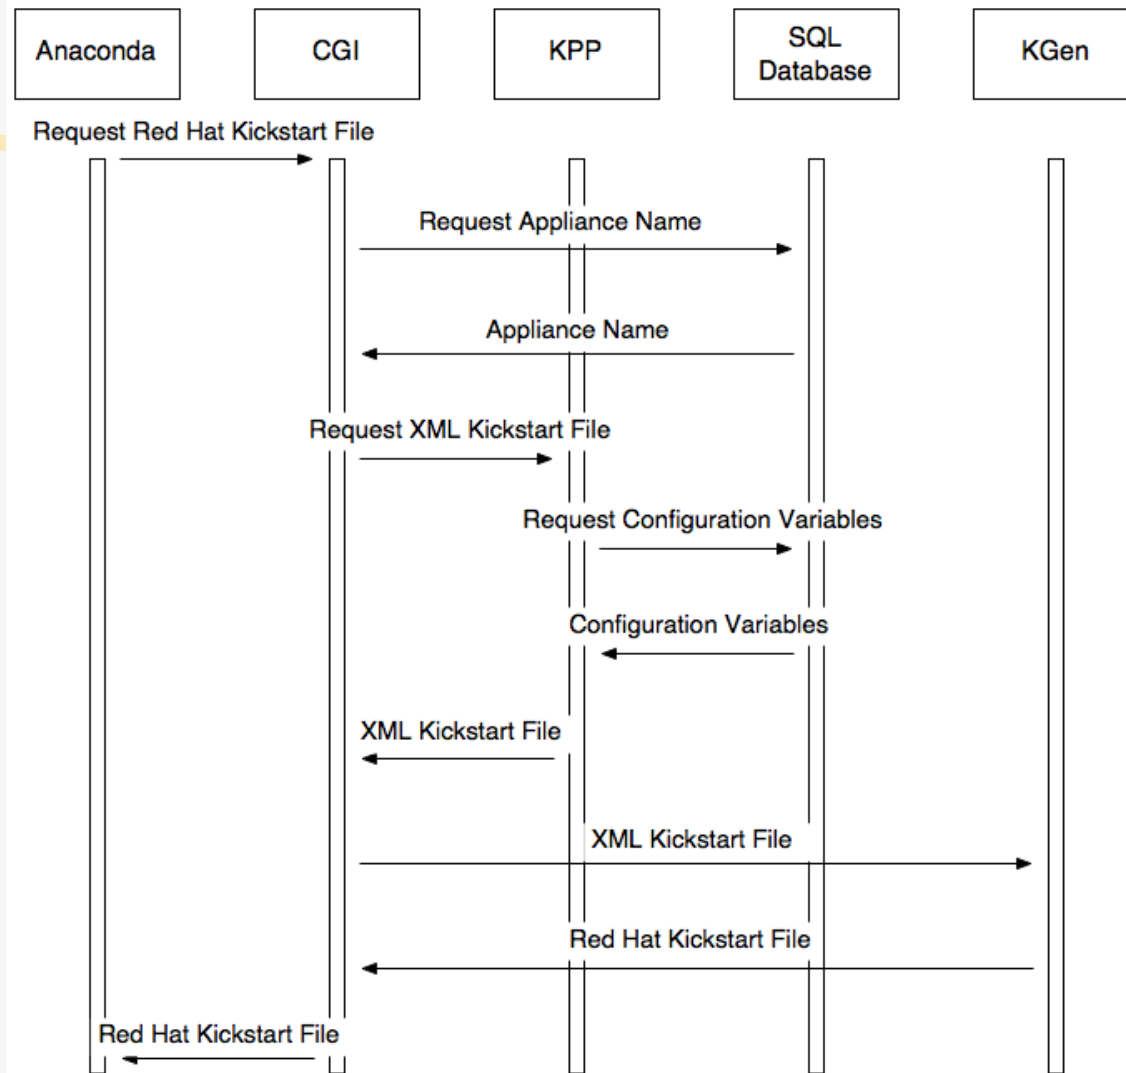 Anaconda
CGI
KPP
SQL
Database
KGen
Request Red Hat Kickstart File
Request Appliance Name
Appliance Name
Request XML Kickstart File
Request Configuration Variables
Configuration Variables
XML Kickstart File
XML Kickstart File
Red Hat Kickstart File
Red Hat Kickstart File